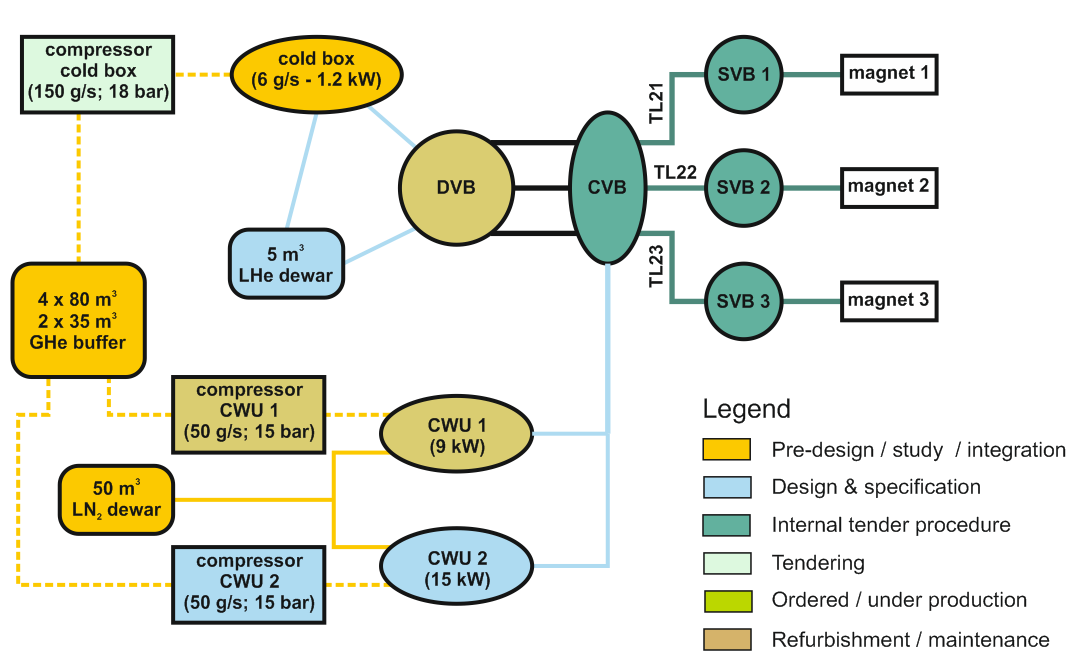 compressor
cold box
(150 g/s; 18 bar)
cold box
(6 g/s - 1.2 kW)
SVB 1
magnet 1
TL21
DVB
CVB
TL22
SVB 2
magnet 2
5 m³
LHe dewar
TL23
SVB 3
magnet 3
4 x 80 m³
2 x 35 m³
GHe buffer
compressor
CWU 1
(50 g/s; 15 bar)
CWU 1
(9 kW)
50 m³
LN₂ dewar
compressor
CWU 2
(50 g/s; 15 bar)
CWU 2
(15 kW)
Legend
Pre-design / study / integration
Design & specification
Internal tender procedure
Tendering
Ordered / under production
Refurbishment / maintenance